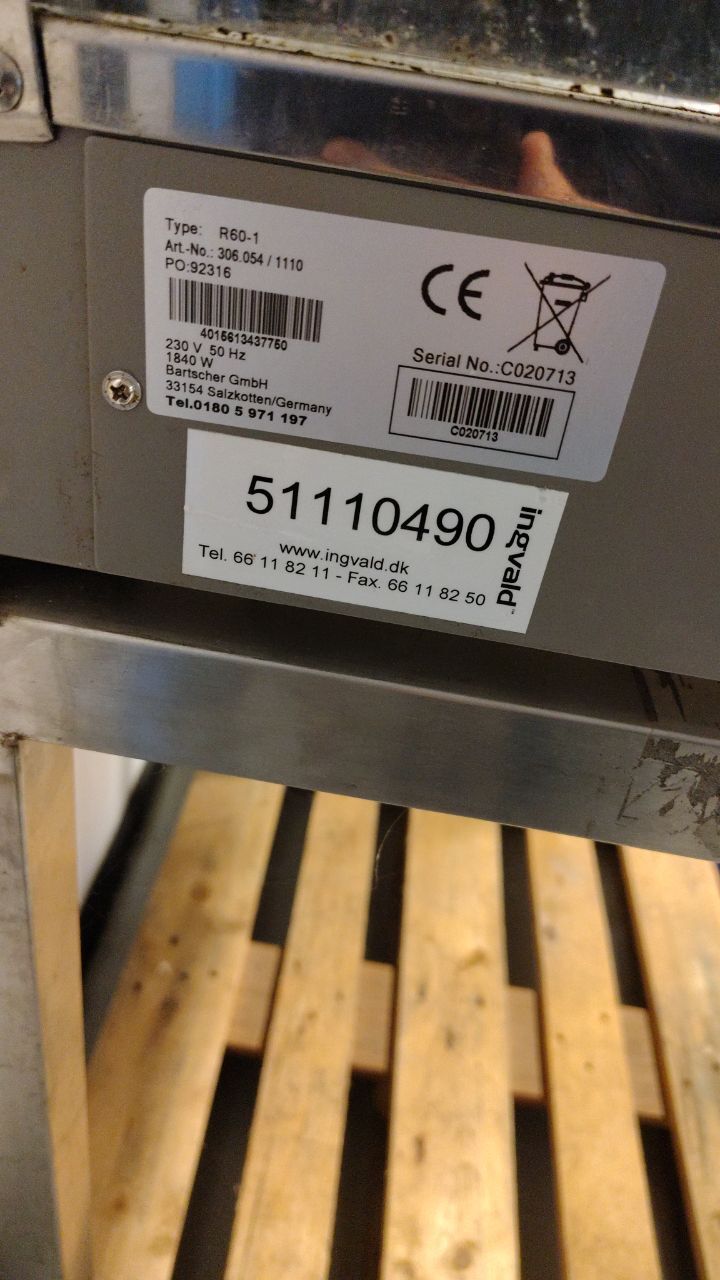 Type: R60-1
Art.-No.: 306.054 / 1110
PO:92316
4015613437750
230 V 50 Hz
1840 W
Bartscher GmbH
33154 Salzkotten/Germany
Tel.0180 5 971 197
CE
Serial No.:C020713
C020713
51110490
www.ingvald.dk
Tel. 66 11 82 11 - Fax. 66 11 82 50
ingvald™